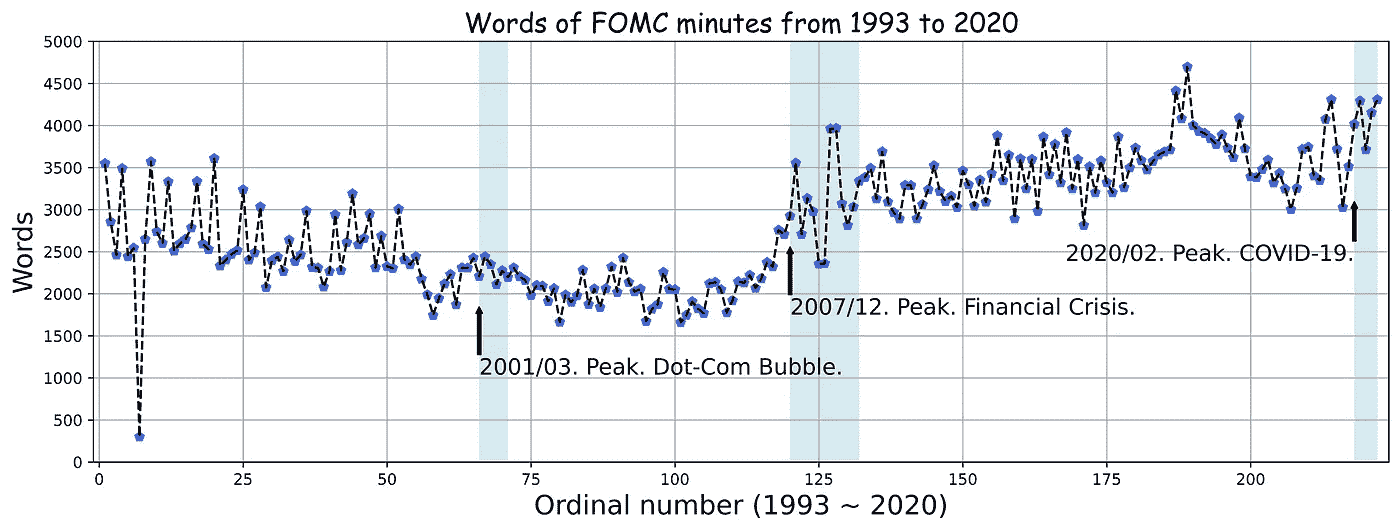 Words of FOMC minutes from 1993 to 2020
Words
5000
4500
4000
3500
3000
2500
2000
1500
1000
500
0
2020/02. Peak. COVID-19.
2007/12. Peak. Financial Crisis.
2001/03. Peak. Dot-Com Bubble.
0 25 50 75 100 125 150 175 200
Ordinal number (1993 ~ 2020)